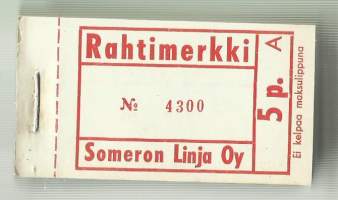 Rahtimerkki
№ 4300
Someron Linja Oy
5 p. A
Ei kelpaa maksulippuna